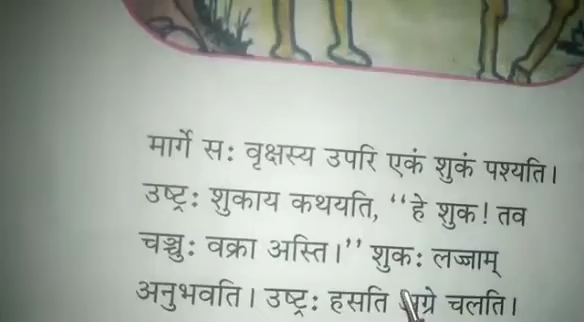 मार्गे सः वृक्षस्य उपरि एकं शुकं पश्यति।
उष्ट्रः शुकाय कथयति, “हे शुक! तव
चञ्चुः वक्रा अस्ति।” शुकः लज्जाम्
अनुभवति। उष्ट्रः हसति अग्रे चलति।